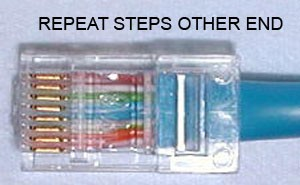 REPEAT STEPS OTHER END